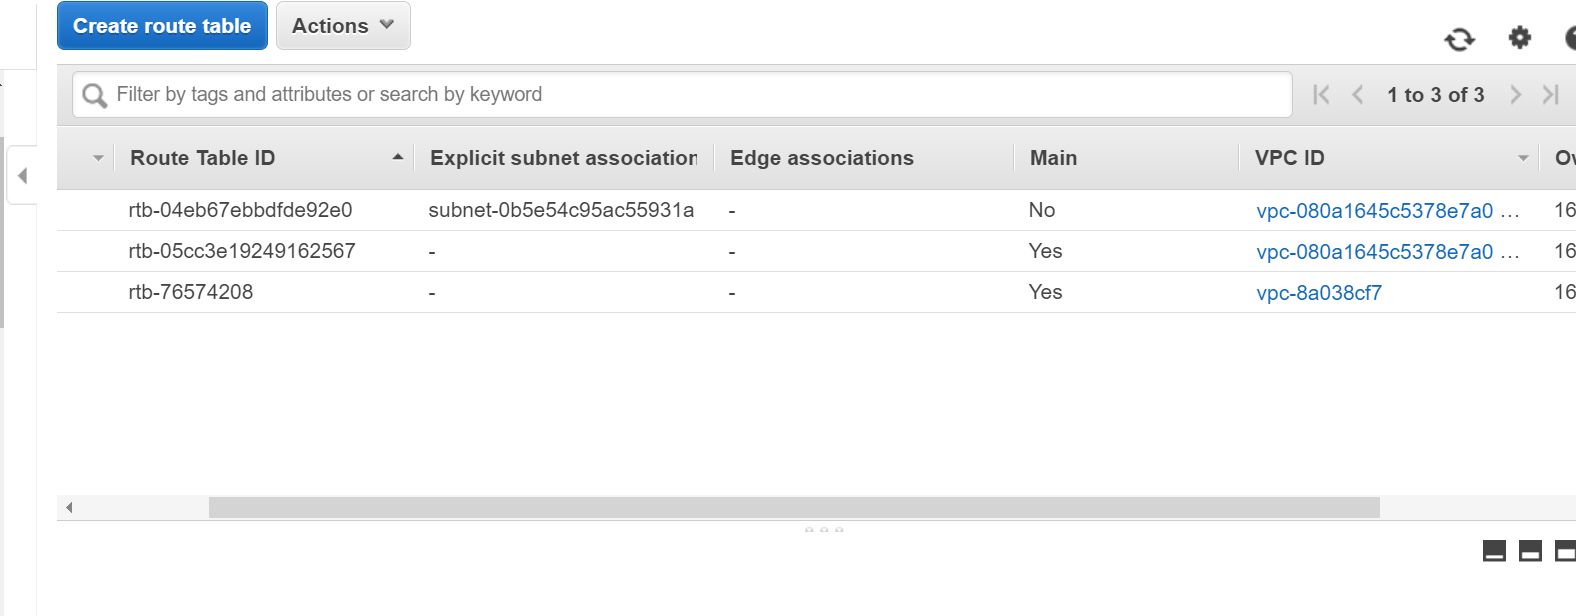 Create route table Actions
Filter by tags and attributes or search by keyword 1 to 3 of 3
Route Table ID Explicit subnet association Edge associations Main VPC ID
rtb-04eb67ebbdfde92e0 subnet-0b5e54c95ac55931a - No vpc-080a1645c5378e7a0 ... 16
rtb-05cc3e19249162567 - - Yes vpc-080a1645c5378e7a0 ... 16
rtb-76574208 - - Yes vpc-8a038cf7 16